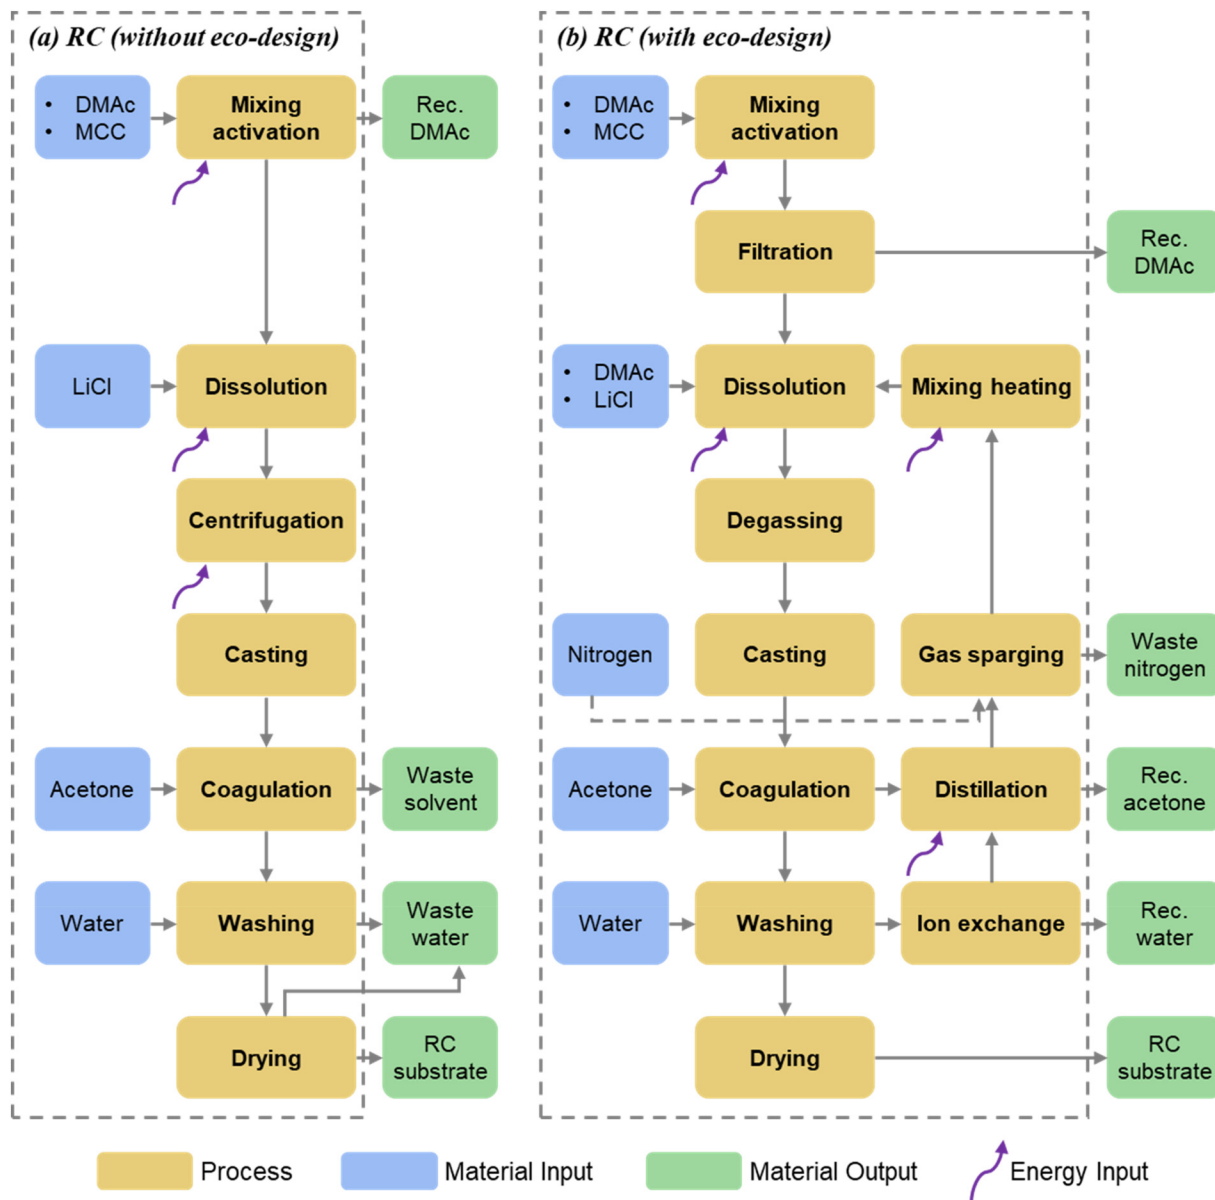 (a) RC (without eco-design)
• DMAc
• MCC
Mixing
activation
Rec.
DMAc
LiCl
Dissolution
Centrifugation
Casting
Acetone
Coagulation
Waste
solvent
Water
Washing
Waste
water
Drying
RC
substrate
(b) RC (with eco-design)
• DMAc
• MCC
Mixing
activation
Filtration
Rec.
DMAc
• DMAc
• LiCl
Dissolution
Mixing heating
Degassing
Nitrogen
Casting
Gas sparging
Waste
nitrogen
Acetone
Coagulation
Distillation
Rec.
acetone
Water
Washing
Ion exchange
Rec.
water
Drying
RC
substrate
Process
Material Input
Material Output
Energy Input